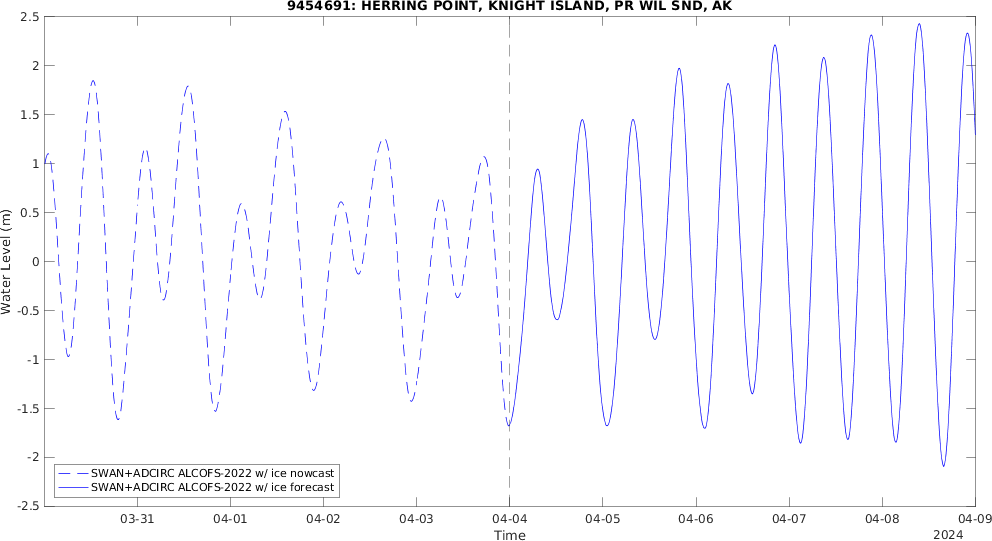 9454691: HERRING POINT, KNIGHT ISLAND, PR WIL SND, AK
2.5
2
1.5
1
0.5
0
-0.5
-1
-1.5
-2
-2.5
Water Level (m)
SWAN+ADCIRC ALCOFS-2022 w/ ice nowcast
SWAN+ADCIRC ALCOFS-2022 w/ ice forecast
03-31 04-01 04-02 04-03 04-04 04-05 04-06 04-07 04-08 04-09
Time
2024